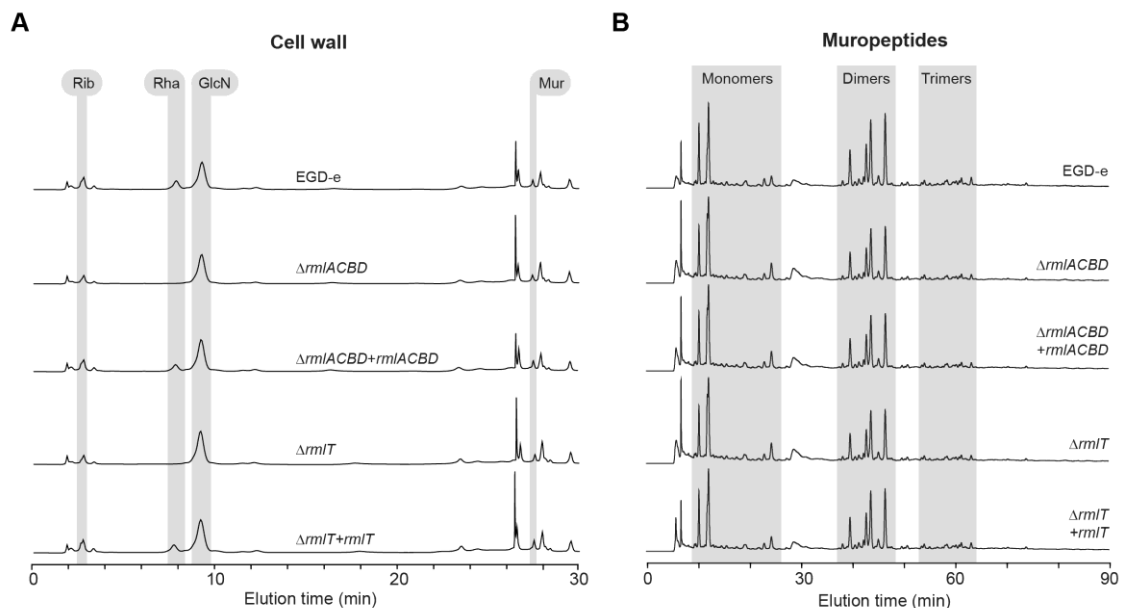 A
Cell wall
Rib
Rha
GlcN
Mur
EGD-e
ΔrmlACBD
ΔrmlACBD+rmlACBD
ΔrmlT
ΔrmlT+rmlT
0
10
20
30
Elution time (min)
B
Muropeptides
Monomers
Dimers
Trimers
EGD-e
ΔrmlACBD
ΔrmlACBD
+rmlACBD
ΔrmlT
ΔrmlT
+rmlT
0
30
60
90
Elution time (min)